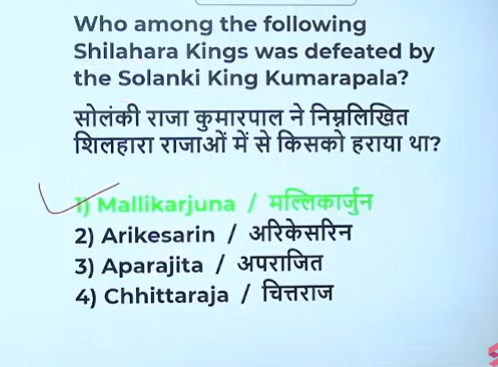 Who among the following
Shilahara Kings was defeated by
the Solanki King Kumarapala?
सोलंकी राजा कुमारपाल ने निम्नलिखित
शिलहारा राजाओं में से किसको हराया था?
1) Mallikarjuna / मल्लिकार्जुन
2) Arikesarin / अरिकेसरिन
3) Aparajita / अपराजित
4) Chhittaraja / चित्तराज